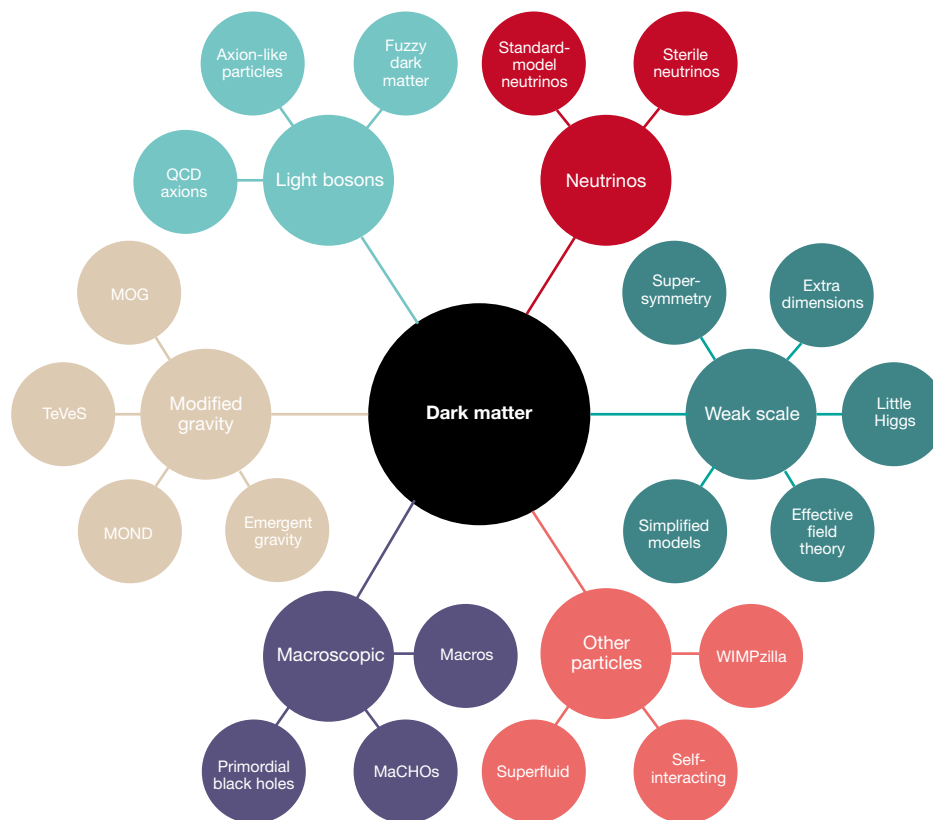 Axion-like
particles
Fuzzy
dark
matter
Standard-
model
neutrinos
Sterile
neutrinos
QCD
axions
Light bosons
Neutrinos
MOG
Super-
symmetry
Extra
dimensions
TeVeS
Modified
gravity
Dark matter
Weak scale
Little
Higgs
MOND
Emergent
gravity
Simplified
models
Effective
field
theory
Macroscopic
Macros
Other
particles
WIMPzilla
Primordial
black holes
MaCHOs
Superfluid
Self-
interacting